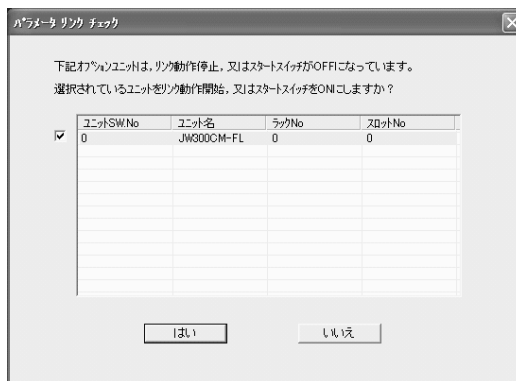 パラメータ リンク チェック
下記オプションユニットは，リンク動作停止，又はスタートスイッチがOFFになっています。
選択されているユニットをリンク動作開始，又はスタートスイッチをONにしますか？
ユニットSW.No ユニット名 ラックNo スロットNo
0 JW300CM-FL 0 0
はい いいえ